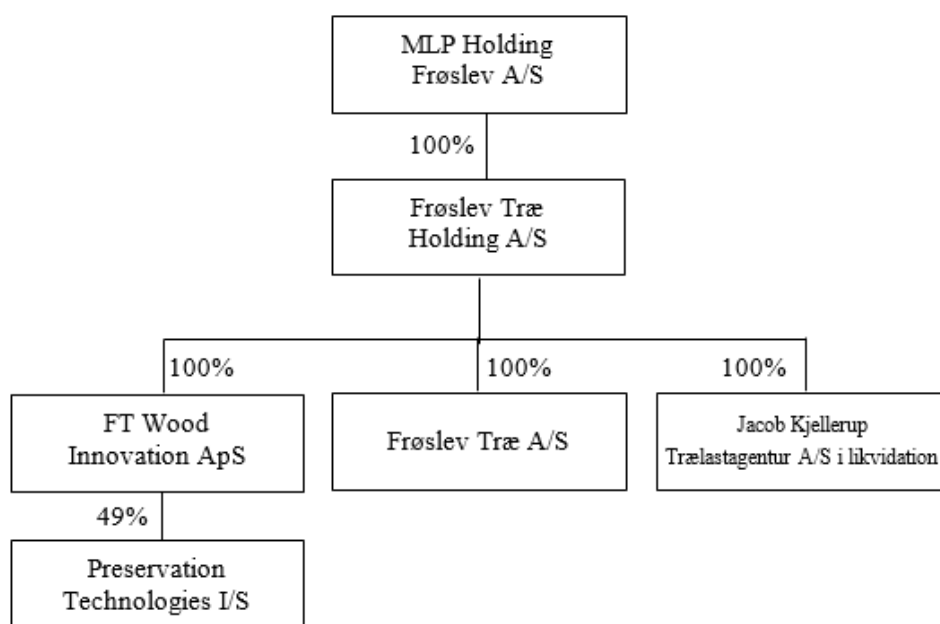 MLP Holding
Frøslev A/S
100%
Frøslev Træ
Holding A/S
100%
100%
100%
FT Wood
Innovation ApS
Frøslev Træ A/S
Jacob Kjellerup
Trælastagentur A/S i likvidation
49%
Preservation
Technologies I/S